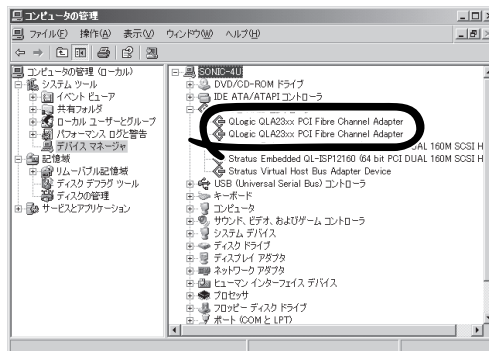 コンピュータの管理
ファイル(F) 操作(A) 表示(V) ウィンドウ(W) ヘルプ(H)
コンピュータの管理 (ローカル)
システム ツール
イベント ビューア
共有フォルダ
ローカル ユーザーとグループ
パフォーマンス ログと警告
デバイス マネージャ
記憶域
リムーバブル記憶域
ディスク デフラグ ツール
ディスクの管理
サービスとアプリケーション
SONIC-4U
DVD/CD-ROM ドライブ
IDE ATA/ATAPI コントローラ
QLogic QLA23xx PCI Fibre Channel Adapter
QLogic QLA23xx PCI Fibre Channel Adapter
DUAL 160M SCSI H
Stratus Embedded QL-ISP12160 (64 bit PCI DUAL 160M SCSI H
Stratus Virtual Host Bus Adapter Device
USB (Universal Serial Bus) コントローラ
キーボード
コンピュータ
サウンド、ビデオ、およびゲーム コントローラ
システム デバイス
ディスク ドライブ
ディスプレイ アダプタ
ネットワーク アダプタ
ヒューマン インターフェイス デバイス
プロセッサ
フロッピー ディスク ドライブ
ポート (COM と LPT)